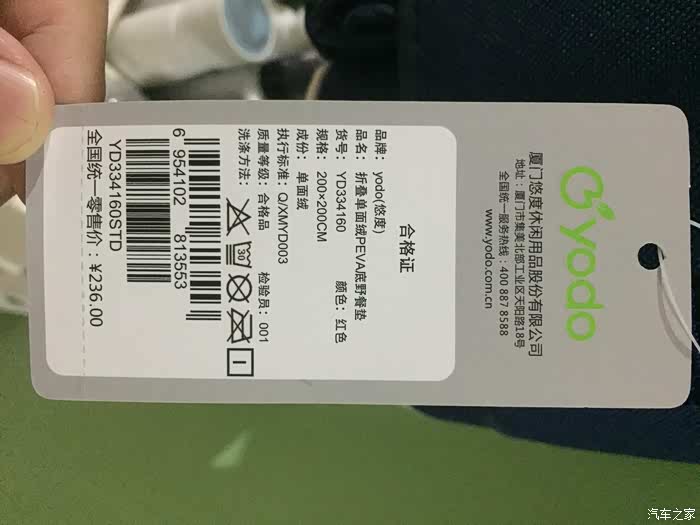 yodo
厦门悠度休闲用品股份有限公司
地址：厦门市集美北部工业区天阳路18号
全国统一服务热线：400 887 8588
www.yodo.com.cn
合格证
品牌：yodo(悠度)
品名：折叠单面绒PEVA底野餐垫
货号：YD334160 颜色：红色
规格：200×200CM
成份：单面绒
执行标准：Q/XMYD003
质量等级：合格品 检验员：001
洗涤方法：
30
6 954102 813553
YD334160STD
全国统一零售价：¥236.00
汽车之家